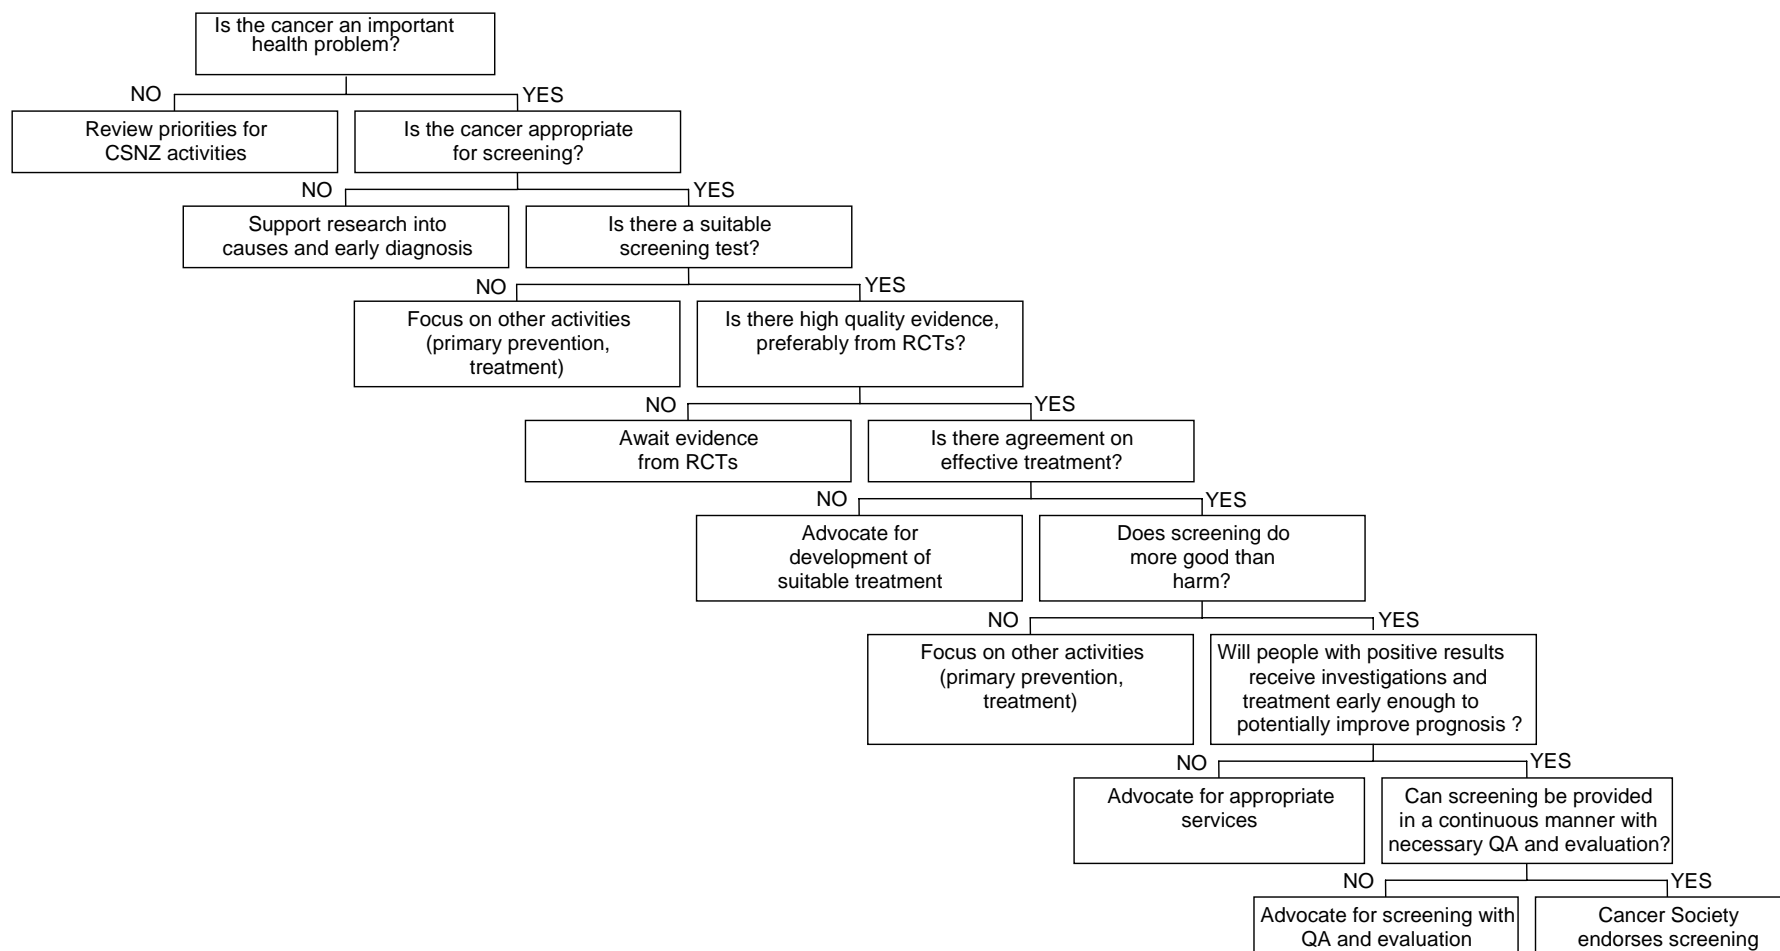 Is the cancer an important
health problem?
NO
YES
Review priorities for
CSNZ activities
Is the cancer appropriate
for screening?
NO
YES
Support research into
causes and early diagnosis
Is there a suitable
screening test?
NO
YES
Focus on other activities
(primary prevention,
treatment)
Is there high quality evidence,
preferably from RCTs?
NO
YES
Await evidence
from RCTs
Is there agreement on
effective treatment?
NO
YES
Advocate for
development of
suitable treatment
Does screening do
more good than
harm?
NO
YES
Focus on other activities
(primary prevention,
treatment)
Will people with positive results
receive investigations and
treatment early enough to
potentially improve prognosis ?
NO
YES
Advocate for appropriate
services
Can screening be provided
in a continuous manner with
necessary QA and evaluation?
NO
YES
Advocate for screening with
QA and evaluation
Cancer Society
endorses screening